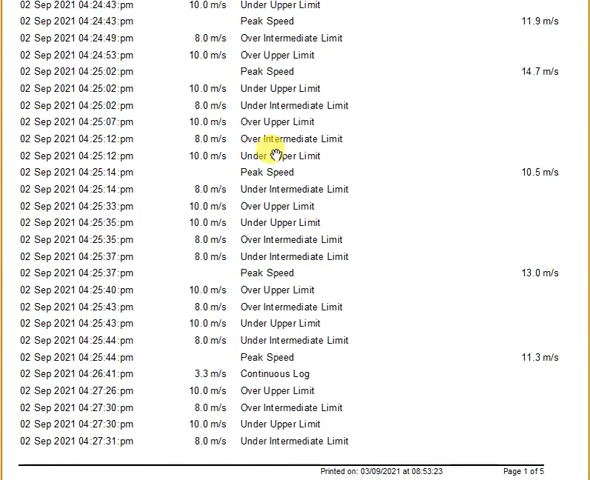 02 Sep 2021 04:24:43:pm 10.0 m/s Under Upper Limit
02 Sep 2021 04:24:43:pm Peak Speed 11.9 m/s
02 Sep 2021 04:24:49:pm 8.0 m/s Over Intermediate Limit
02 Sep 2021 04:24:53:pm 10.0 m/s Over Upper Limit
02 Sep 2021 04:25:02:pm Peak Speed 14.7 m/s
02 Sep 2021 04:25:02:pm 10.0 m/s Under Upper Limit
02 Sep 2021 04:25:02:pm 8.0 m/s Under Intermediate Limit
02 Sep 2021 04:25:07:pm 10.0 m/s Over Upper Limit
02 Sep 2021 04:25:12:pm 8.0 m/s Over Intermediate Limit
02 Sep 2021 04:25:12:pm 10.0 m/s Under Upper Limit
02 Sep 2021 04:25:14:pm Peak Speed 10.5 m/s
02 Sep 2021 04:25:14:pm 8.0 m/s Under Intermediate Limit
02 Sep 2021 04:25:33:pm 10.0 m/s Over Upper Limit
02 Sep 2021 04:25:35:pm 10.0 m/s Under Upper Limit
02 Sep 2021 04:25:35:pm 8.0 m/s Over Intermediate Limit
02 Sep 2021 04:25:37:pm 8.0 m/s Under Intermediate Limit
02 Sep 2021 04:25:37:pm Peak Speed 13.0 m/s
02 Sep 2021 04:25:40:pm 10.0 m/s Over Upper Limit
02 Sep 2021 04:25:43:pm 8.0 m/s Over Intermediate Limit
02 Sep 2021 04:25:43:pm 10.0 m/s Under Upper Limit
02 Sep 2021 04:25:44:pm 8.0 m/s Under Intermediate Limit
02 Sep 2021 04:25:44:pm Peak Speed 11.3 m/s
02 Sep 2021 04:26:41:pm 3.3 m/s Continuous Log
02 Sep 2021 04:27:26:pm 10.0 m/s Over Upper Limit
02 Sep 2021 04:27:30:pm 8.0 m/s Over Intermediate Limit
02 Sep 2021 04:27:30:pm 10.0 m/s Under Upper Limit
02 Sep 2021 04:27:31:pm 8.0 m/s Under Intermediate Limit
Printed on: 03/09/2021 at 08:53:23 Page 1 of 5